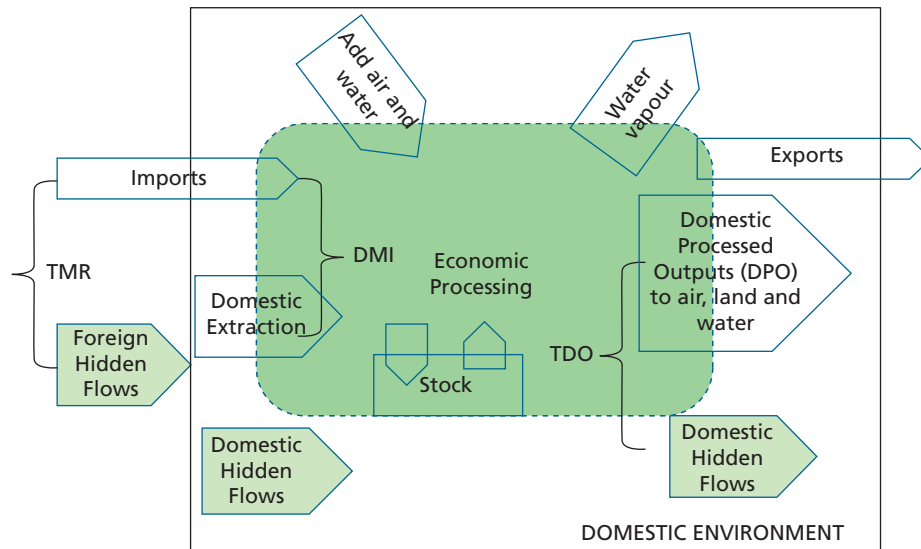 Add air and
water
Water
vapour
Imports
Exports
TMR
DMI
Economic
Processing
Domestic
Extraction
Domestic
Processed
Outputs (DPO)
to air, land and
water
Foreign
Hidden
Flows
TDO
Stock
Domestic
Hidden
Flows
Domestic
Hidden
Flows
DOMESTIC ENVIRONMENT